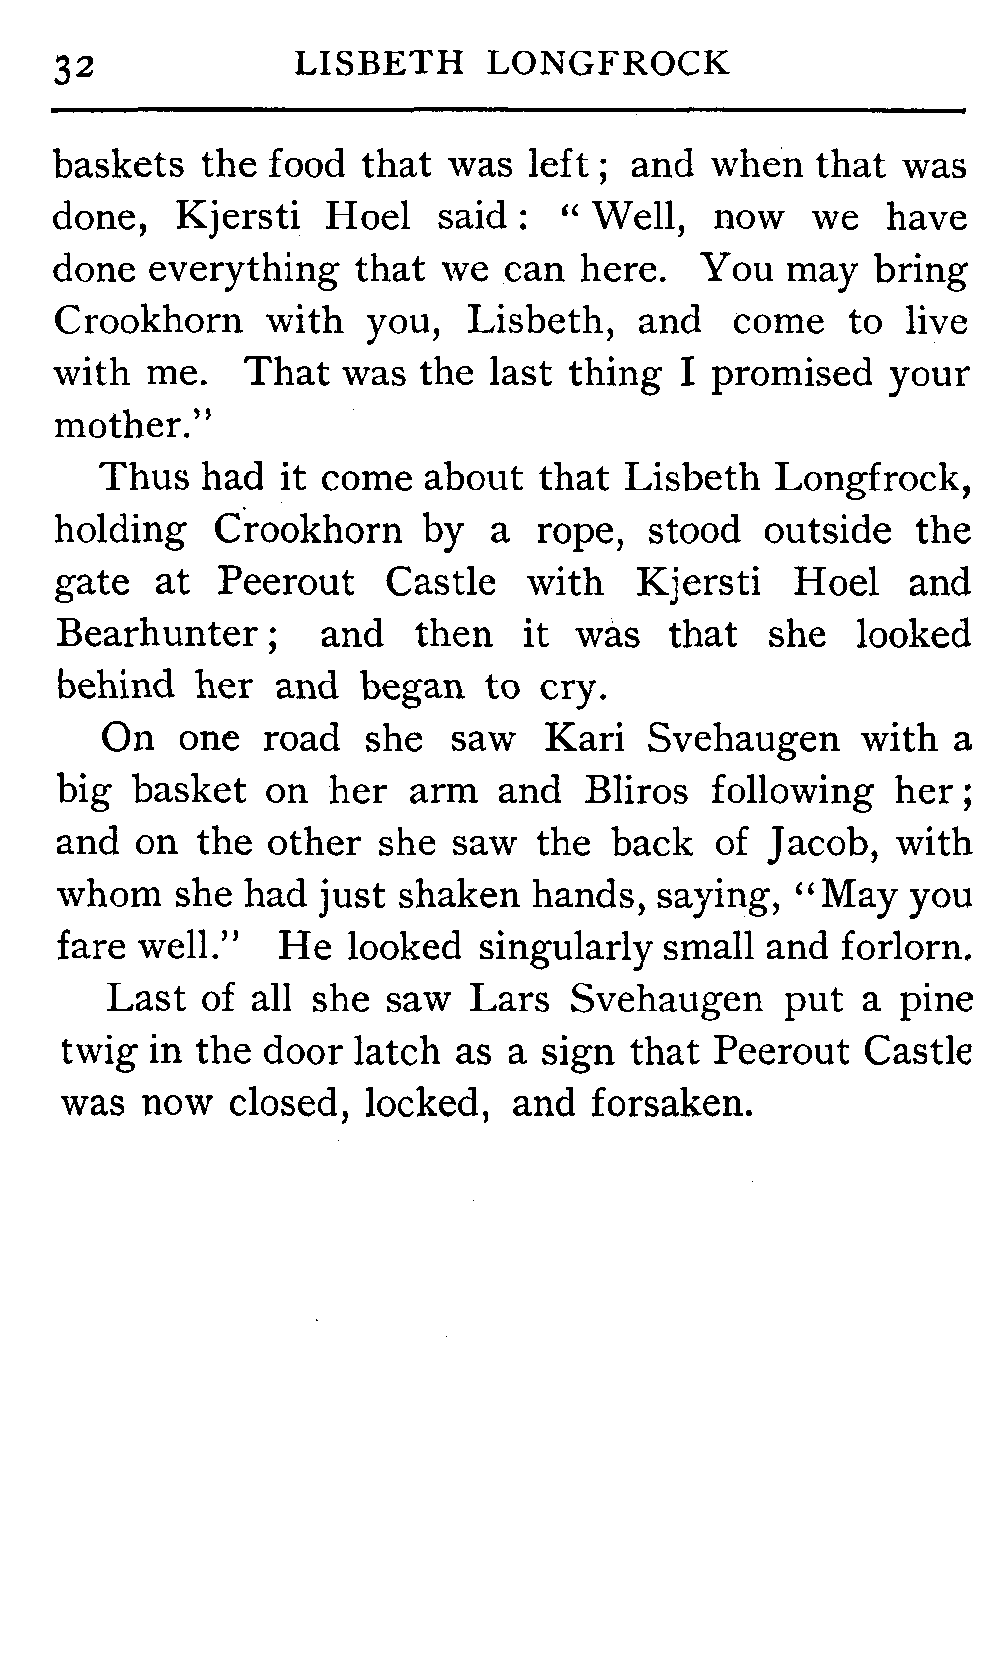 32 LISBETH LONGFROCK
baskets the food that was left; and when that was
done, Kjersti Hoel said: "Well, now we have
done everything that we can here. You may bring
Crookhorn with you, Lisbeth, and come to live
with me. That was the last thing I promised your
mother."
Thus had it come about that Lisbeth Longfrock,
holding Crookhorn by a rope, stood outside the
gate at Peerout Castle with Kjersti Hoel and
Bearhunter; and then it was that she looked
behind her and began to cry.
On one road she saw Kari Svehaugen with a
big basket on her arm and Bliros following her;
and on the other she saw the back of Jacob, with
whom she had just shaken hands, saying, "May you
fare well." He looked singularly small and forlorn.
Last of all she saw Lars Svehaugen put a pine
twig in the door latch as a sign that Peerout Castle
was now closed, locked, and forsaken.